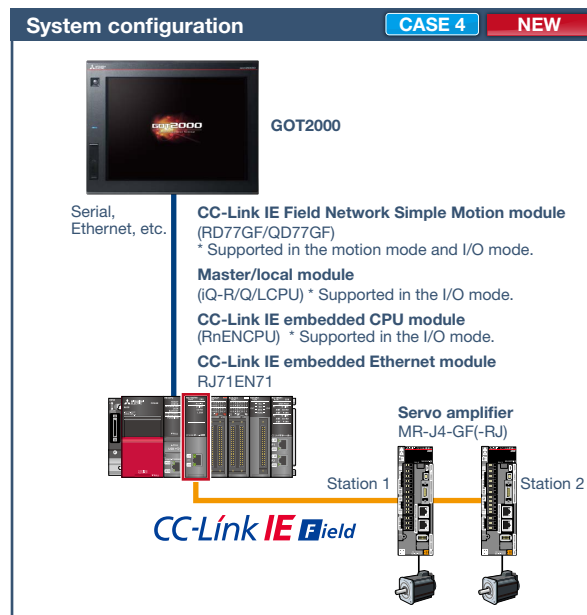 System configuration
CASE 4
NEW
GOT2000
GOT2000
Serial,
Ethernet, etc.
CC-Link IE Field Network Simple Motion module
(RD77GF/QD77GF)
* Supported in the motion mode and I/O mode.
Master/local module
(iQ-R/Q/LCPU) * Supported in the I/O mode.
CC-Link IE embedded CPU module
(RnENCPU) * Supported in the I/O mode.
CC-Link IE embedded Ethernet module
RJ71EN71
Servo amplifier
MR-J4-GF(-RJ)
Station 1
Station 2
CC-Link IE Field